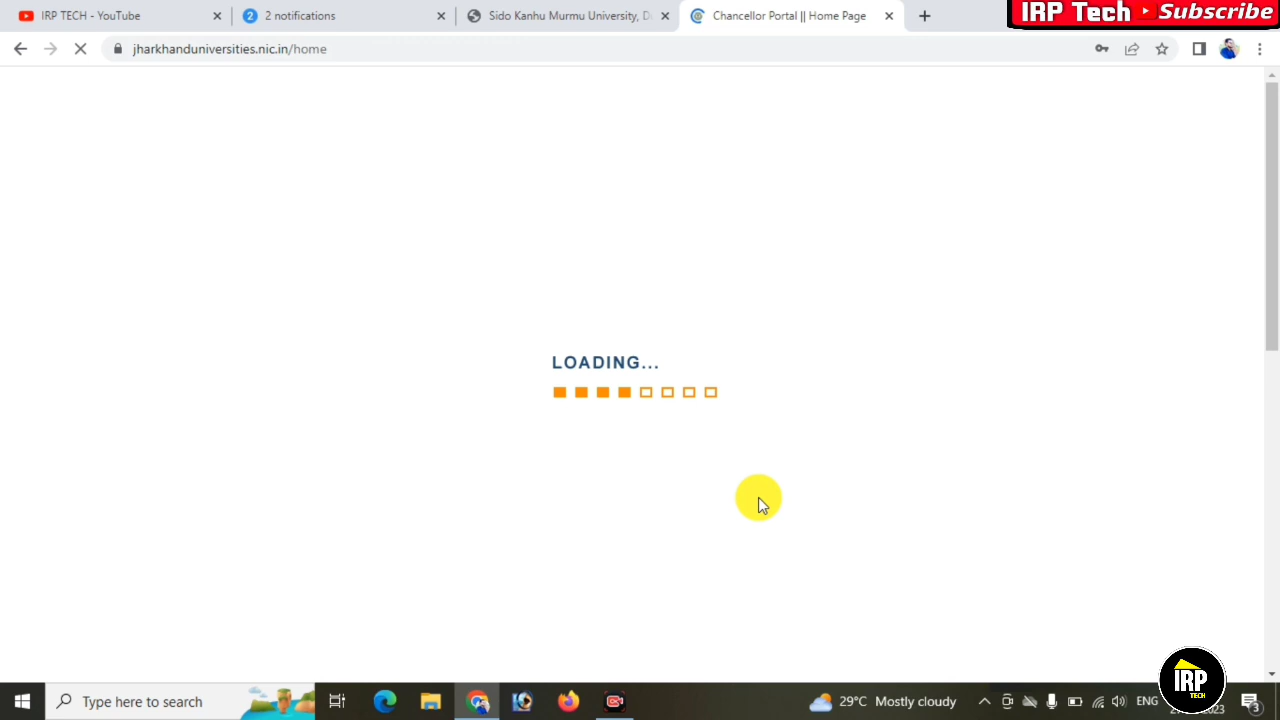 IRP TECH - YouTube
2 notifications
Sido Kanhu Murmu University, D
Chancellor Portal || Home Page
IRP Tech Subscribe
jharkhanduniversities.nic.in/home
LOADING...
IRP
TECH
Type here to search
29°C Mostly cloudy
ENG
3